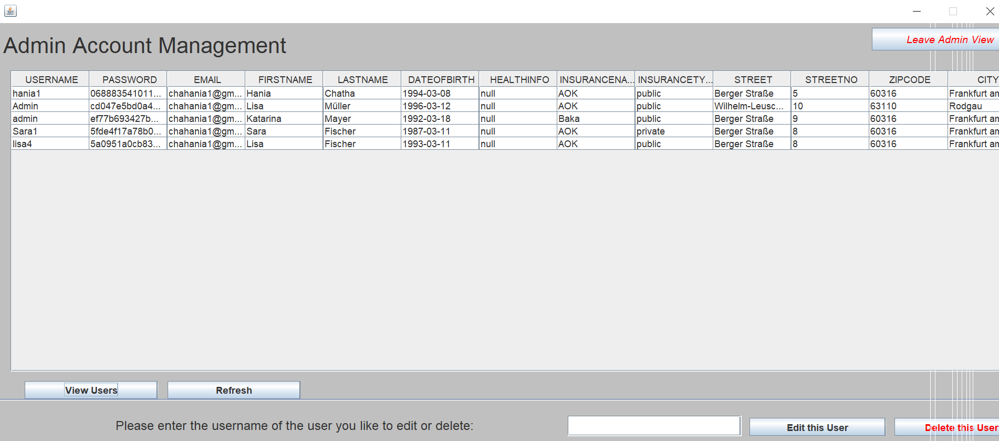 Admin Account Management
Leave Admin View
USERNAME PASSWORD EMAIL FIRSTNAME LASTNAME DATEOFBIRTH HEALTHINFO INSURANCENA... INSURANCETY... STREET STREETNO ZIPCODE CITY
hania1 068883541011... chahania1@gm... Hania Chatha 1994-03-08 null AOK public Berger Straße 5 60316 Frankfurt am
Admin cd047e5bd0a4... chahania1@gm... Lisa Müller 1996-03-12 null AOK public Wilhelm-Leusc... 10 63110 Rodgau
admin ef77b693427b... chahania1@gm... Katarina Mayer 1992-03-18 null Baka public Berger Straße 9 60316 Frankfurt am
Sara1 5fde4f17a78b0... chahania1@gm... Sara Fischer 1987-03-11 null AOK private Berger Straße 8 60316 Frankfurt am
lisa4 5a0951a0cb83... chahania1@gm... Lisa Fischer 1993-03-11 null AOK public Berger Straße 8 60316 Frankfurt am
View Users Refresh
Please enter the username of the user you like to edit or delete: Edit this User Delete this User